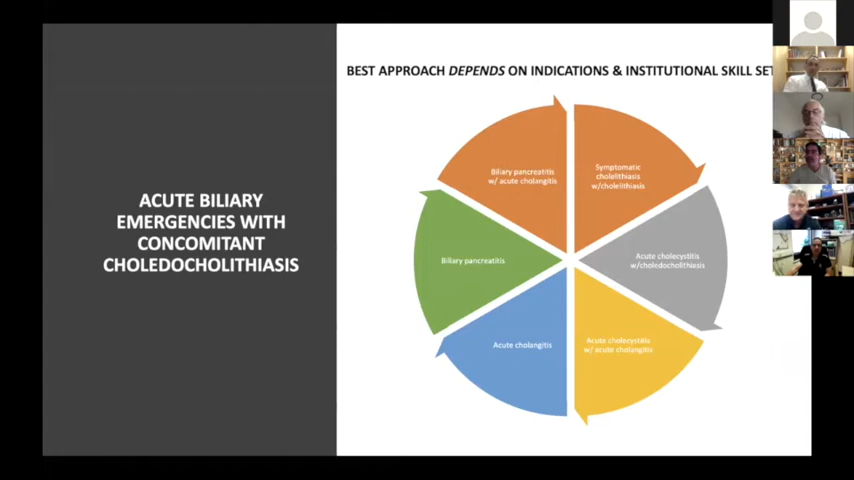 BEST APPROACH DEPENDS ON INDICATIONS & INSTITUTIONAL SKILL SET
ACUTE BILIARY
EMERGENCIES WITH
CONCOMITANT
CHOLEDOCHOLITHIASIS
Biliary pancreatitis
w/ acute cholangitis
Symptomatic
cholelithiasis
w/cholelithiasis
Acute cholecystitis
w/choledocholithiasis
Acute cholecystitis
w/ acute cholangitis
Acute cholangitis
Biliary pancreatitis